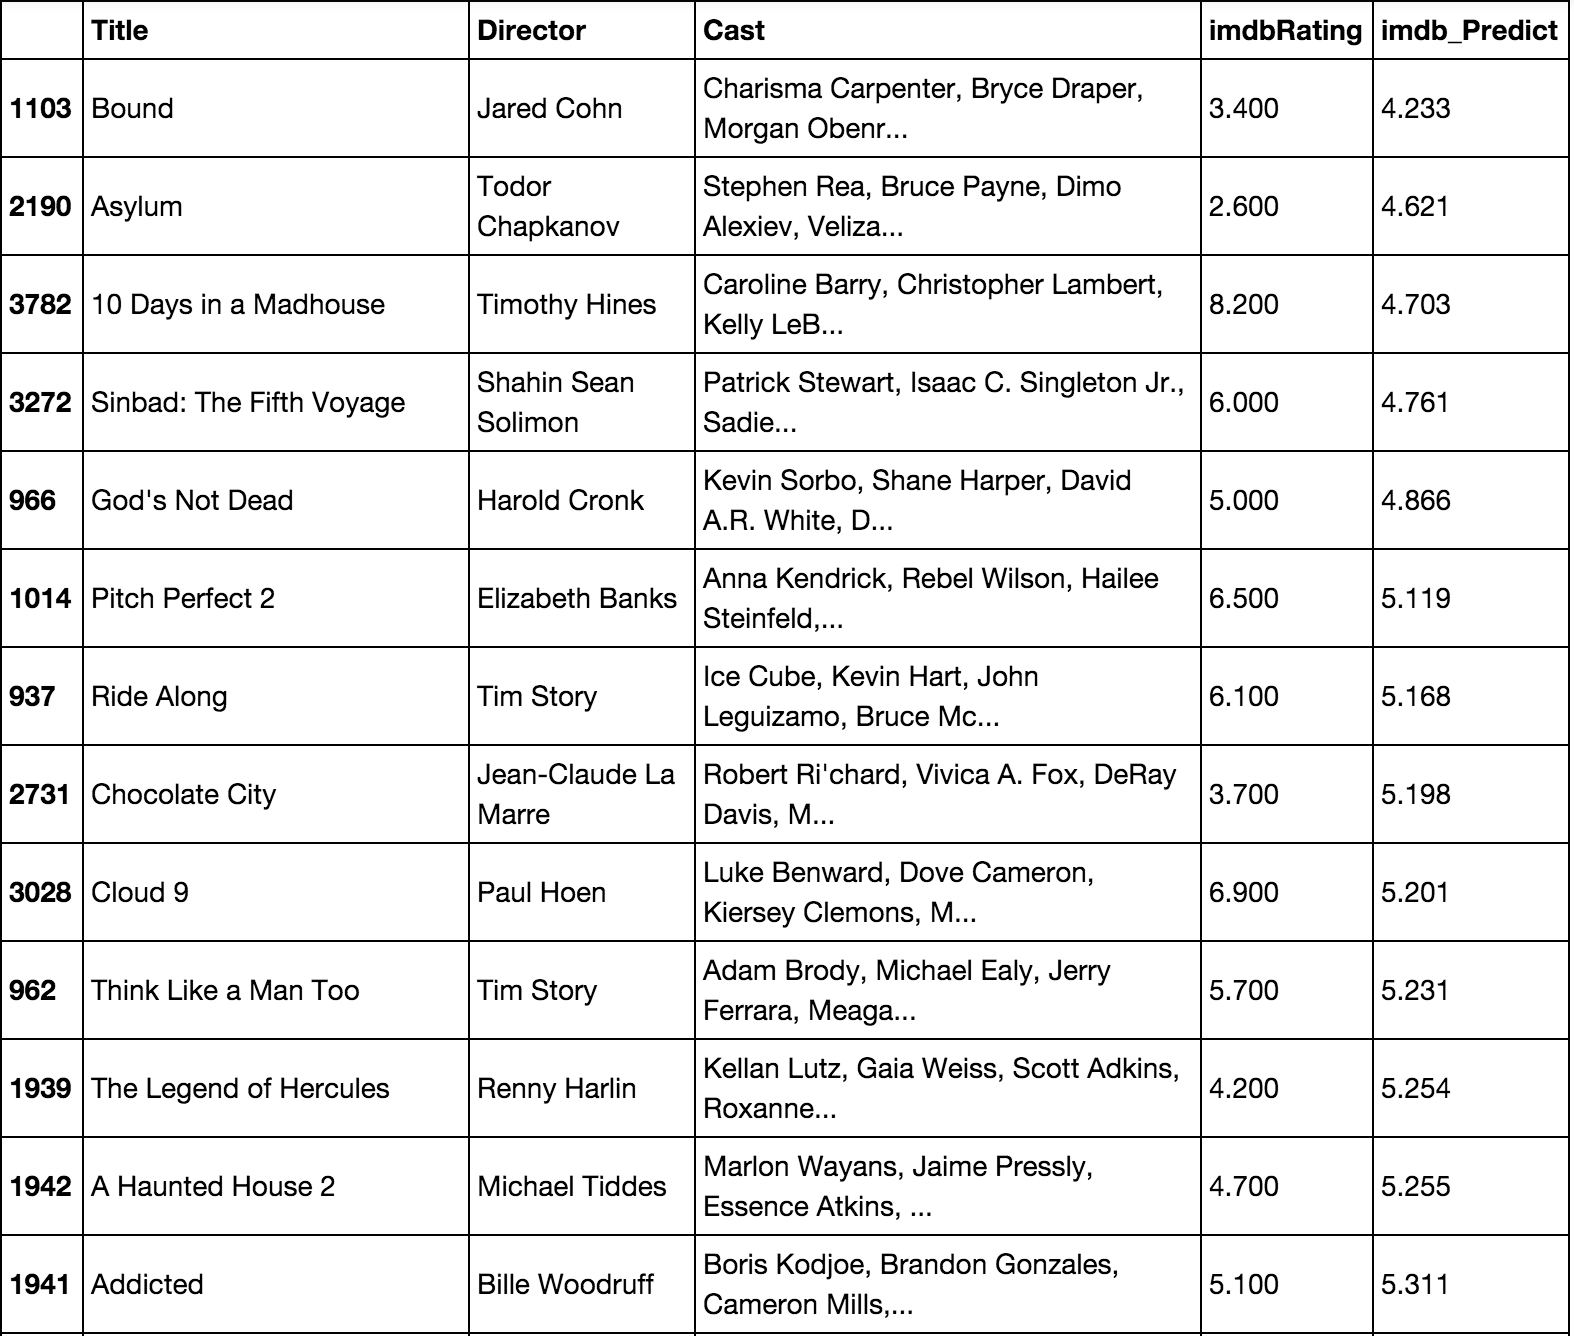 Title Director Cast imdbRating imdb_Predict
1103 Bound Jared Cohn Charisma Carpenter, Bryce Draper, Morgan Obenr... 3.400 4.233
2190 Asylum Todor Chapkanov Stephen Rea, Bruce Payne, Dimo Alexiev, Veliza... 2.600 4.621
3782 10 Days in a Madhouse Timothy Hines Caroline Barry, Christopher Lambert, Kelly LeB... 8.200 4.703
3272 Sinbad: The Fifth Voyage Shahin Sean Solimon Patrick Stewart, Isaac C. Singleton Jr., Sadie... 6.000 4.761
966 God's Not Dead Harold Cronk Kevin Sorbo, Shane Harper, David A.R. White, D... 5.000 4.866
1014 Pitch Perfect 2 Elizabeth Banks Anna Kendrick, Rebel Wilson, Hailee Steinfeld,... 6.500 5.119
937 Ride Along Tim Story Ice Cube, Kevin Hart, John Leguizamo, Bruce Mc... 6.100 5.168
2731 Chocolate City Jean-Claude La Marre Robert Ri'chard, Vivica A. Fox, DeRay Davis, M... 3.700 5.198
3028 Cloud 9 Paul Hoen Luke Benward, Dove Cameron, Kiersey Clemons, M... 6.900 5.201
962 Think Like a Man Too Tim Story Adam Brody, Michael Ealy, Jerry Ferrara, Meaga... 5.700 5.231
1939 The Legend of Hercules Renny Harlin Kellan Lutz, Gaia Weiss, Scott Adkins, Roxanne... 4.200 5.254
1942 A Haunted House 2 Michael Tiddes Marlon Wayans, Jaime Pressly, Essence Atkins, ... 4.700 5.255
1941 Addicted Bille Woodruff Boris Kodjoe, Brandon Gonzales, Cameron Mills,... 5.100 5.311